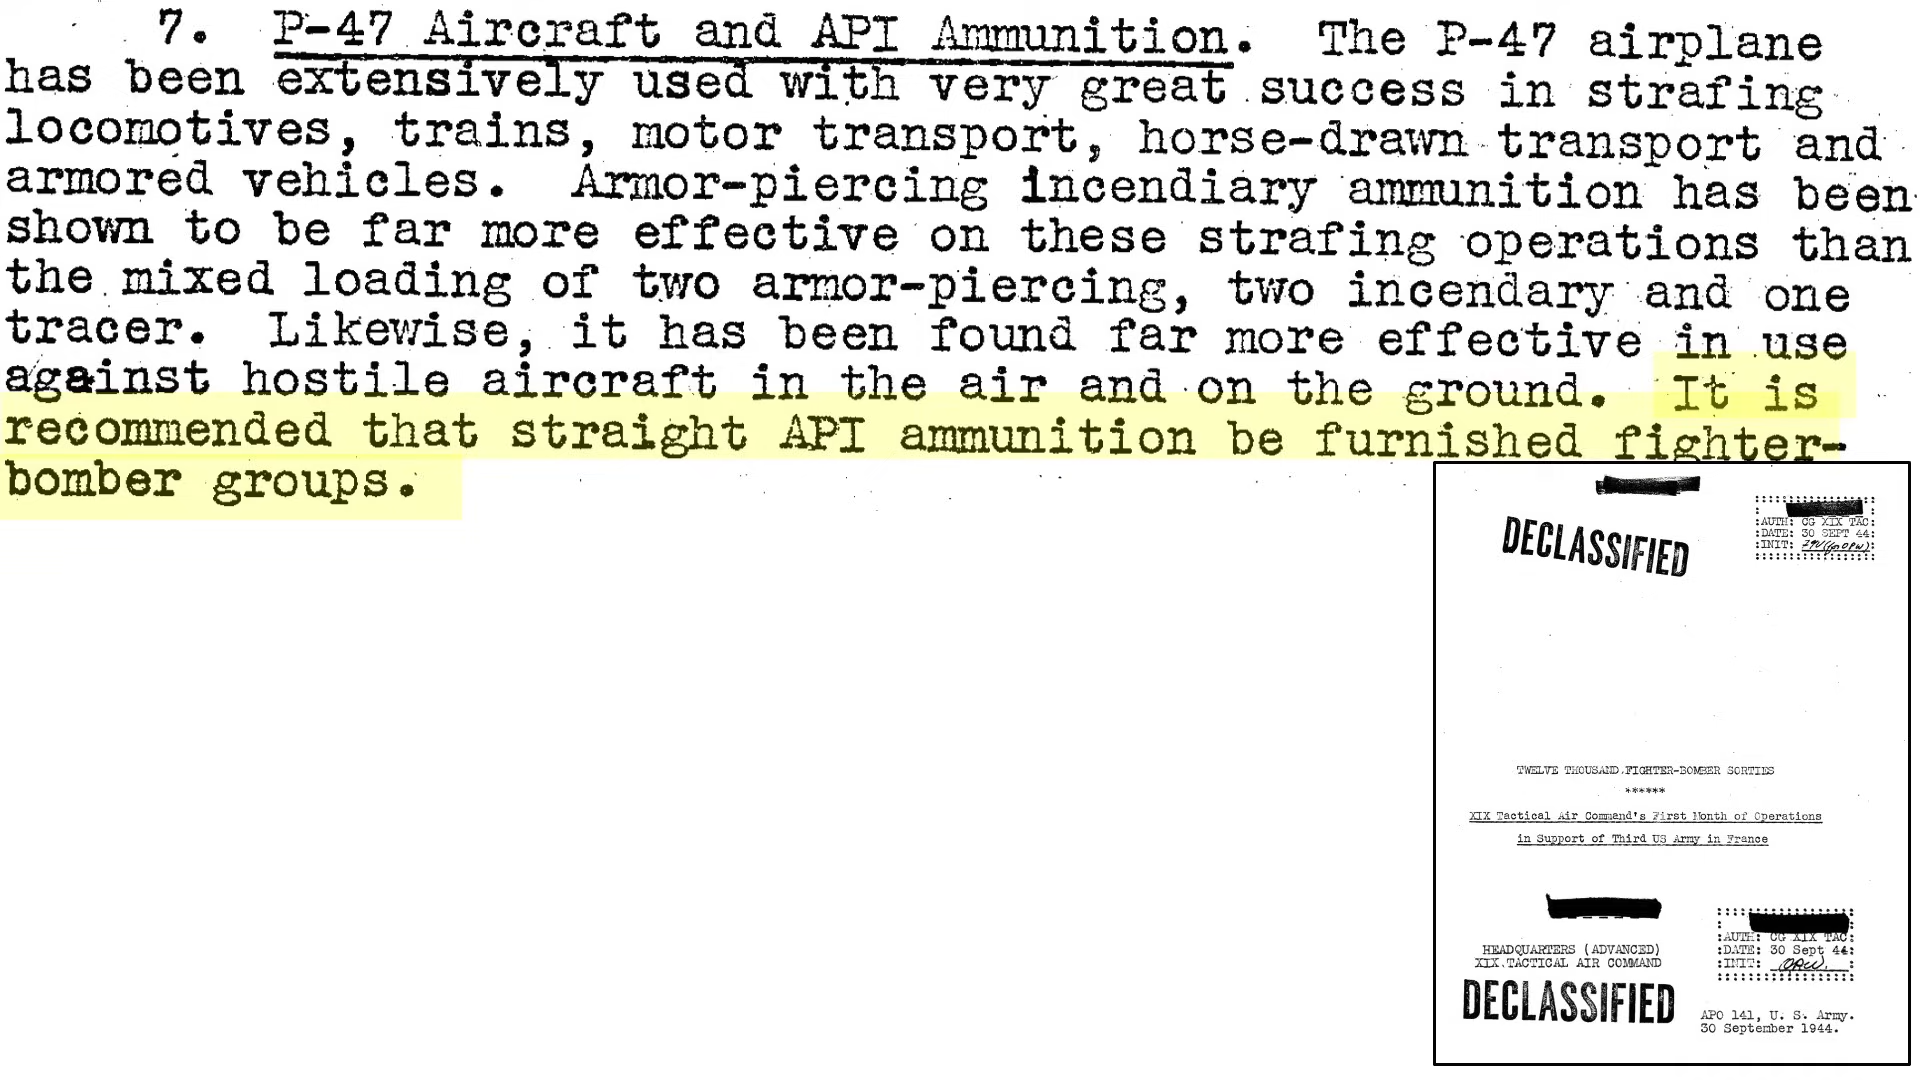 7. P-47 Aircraft and API Ammunition. The P-47 airplane
has been extensively used with very great success in strafing
locomotives, trains, motor transport, horse-drawn transport and
armored vehicles. Armor-piercing incendiary ammunition has been
shown to be far more effective on these strafing operations than
the mixed loading of two armor-piercing, two incendary and one
tracer. Likewise, it has been found far more effective in use
against hostile aircraft in the air and on the ground. It is
recommended that straight API ammunition be furnished fighter-
bomber groups.
DECLASSIFIED
:AUTH: CG XIX TAC:
:DATE: 30 SEPT 44:
:INIT:
TWELVE THOUSAND FIGHTER-BOMBER SORTIES
******
XIX Tactical Air Command's First Month of Operations
in Support of Third US Army in France
HEADQUARTERS (ADVANCED)
XIX TACTICAL AIR COMMAND
DECLASSIFIED
:AUTH: CG XIX TAC:
:DATE: 30 Sept 44:
:INIT: OPW. :
APO 141, U. S. Army.
30 September 1944.